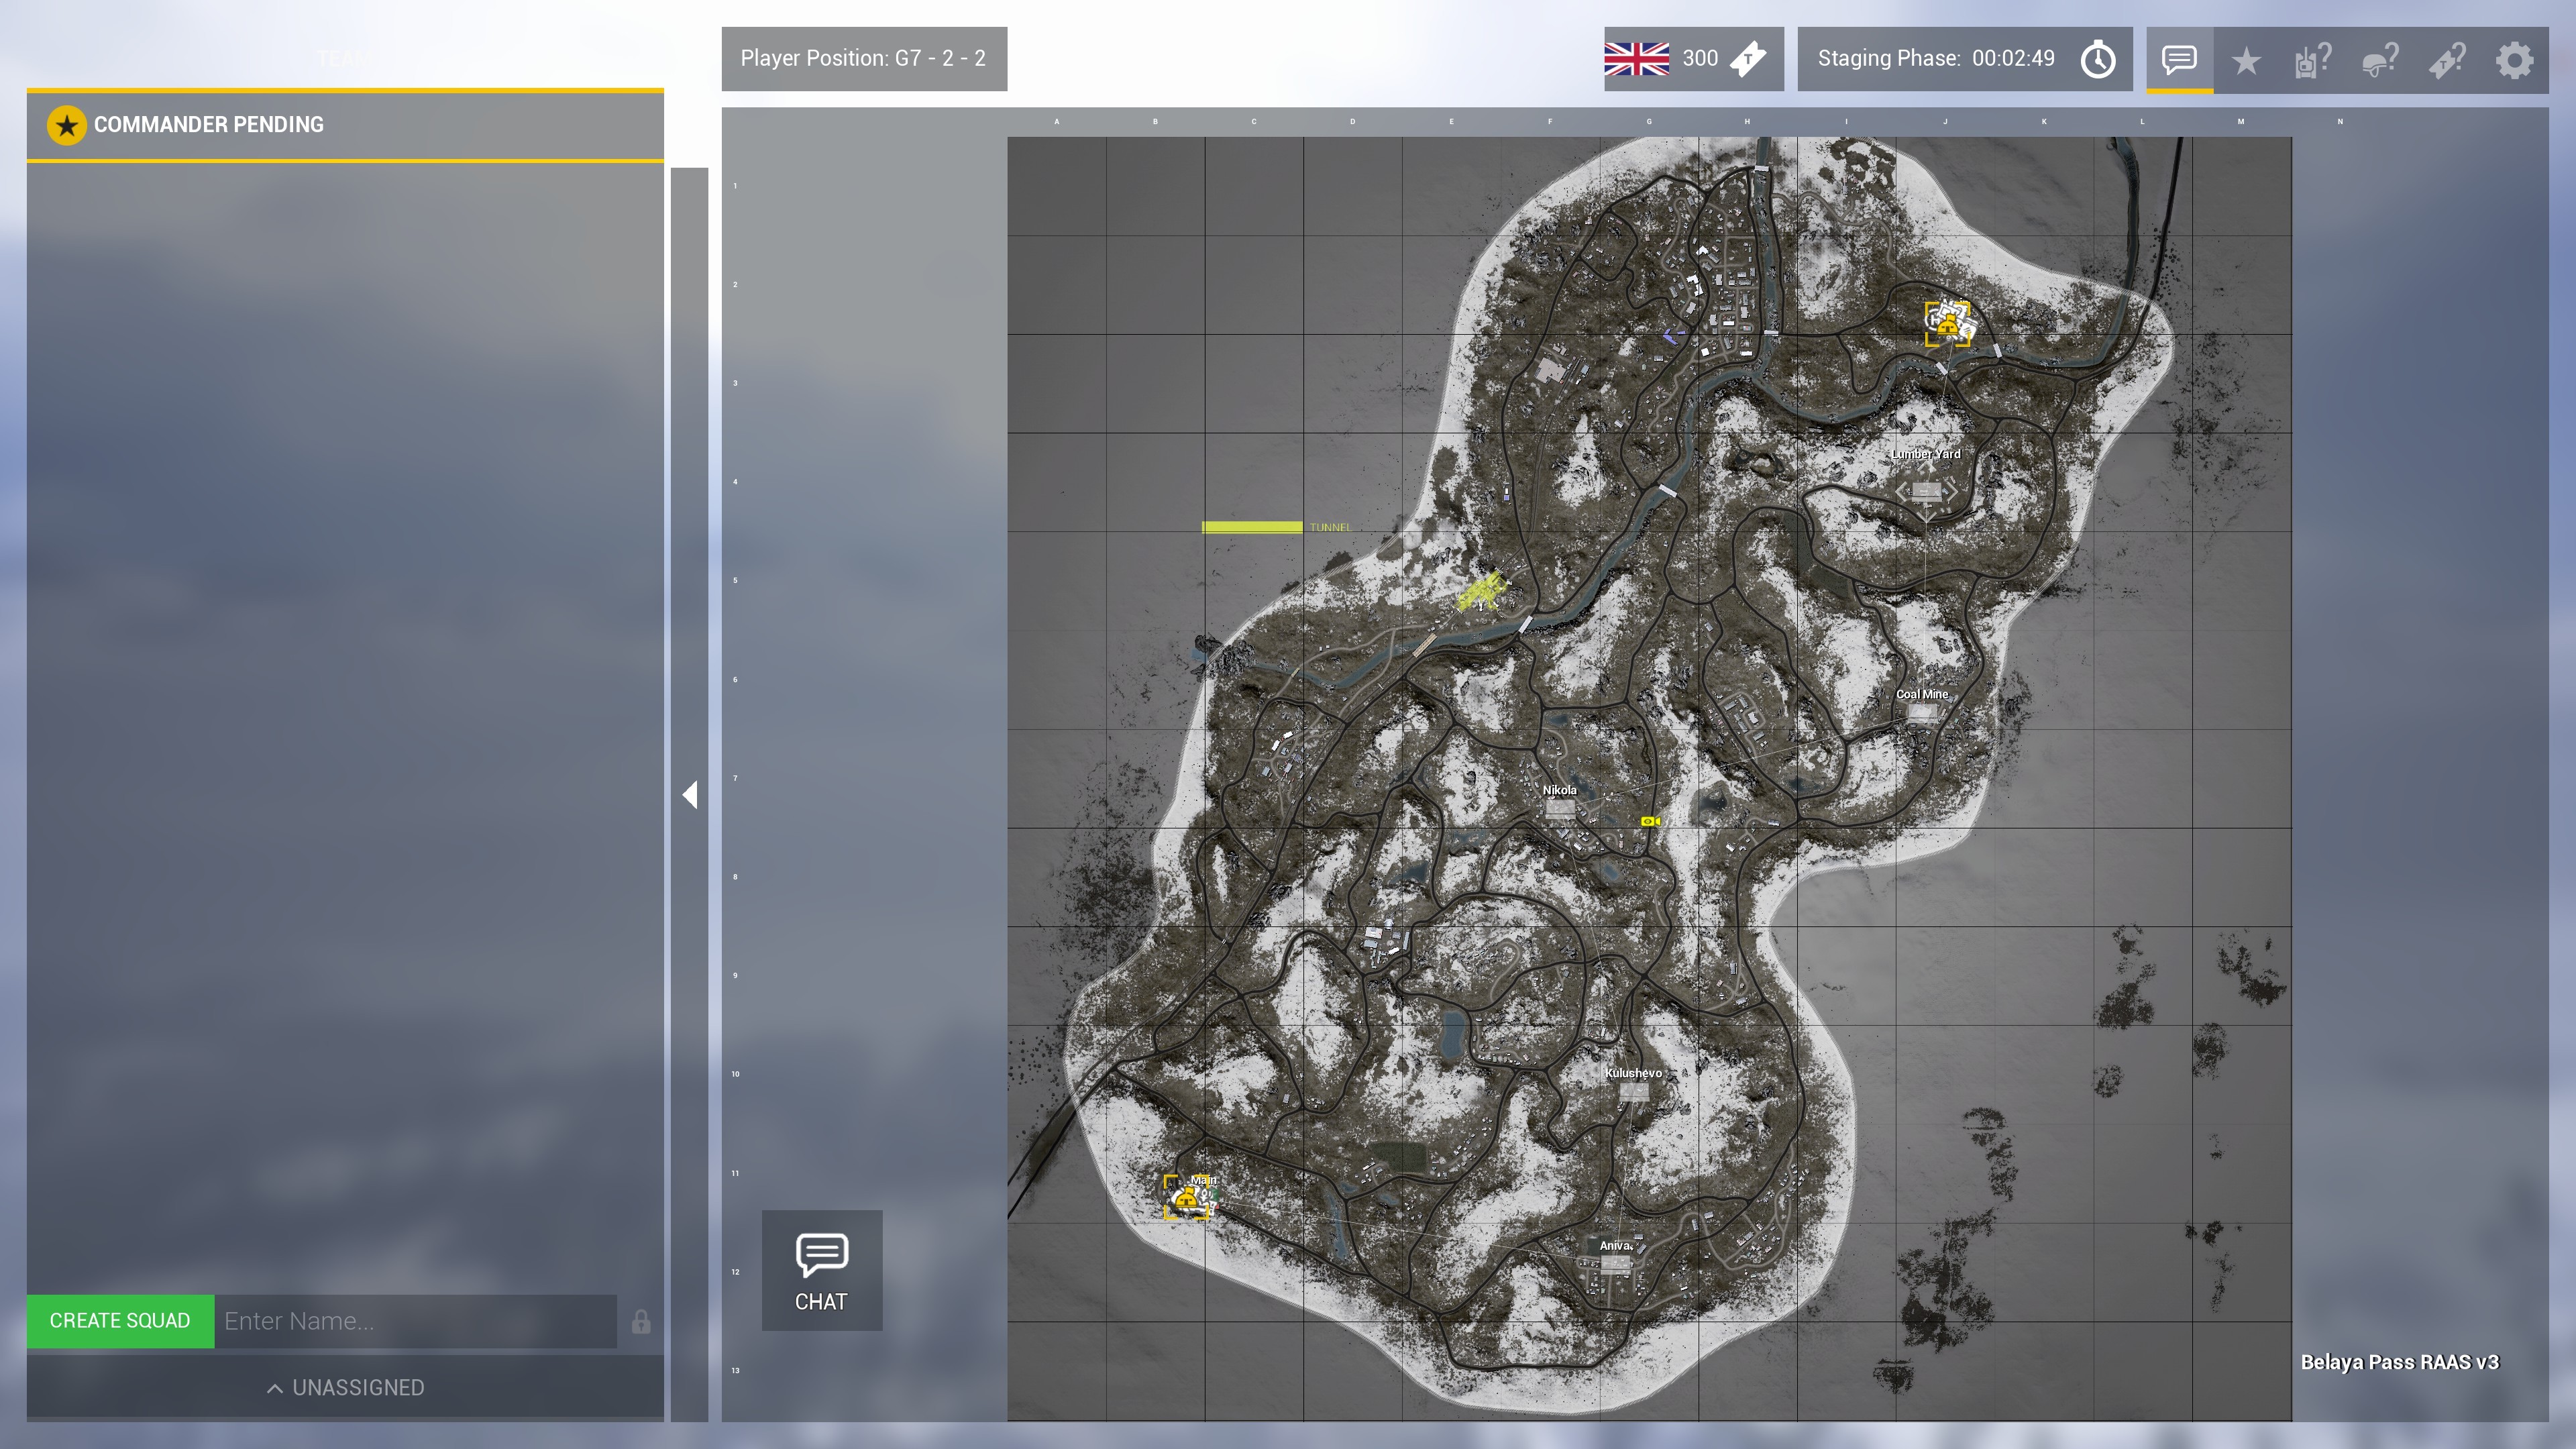 TEAM
Player Position: G7 - 2 - 2
300
T
Staging Phase: 00:02:49
?
?
T?
COMMANDER PENDING
A B C D E F G H I J K L M N
1
2
3
4
5
6
7
8
9
10
11
12
13
Lumber Yard
TUNNEL
Coal Mine
Nikola
Kulushevo
Main
Aniva
CHAT
CREATE SQUAD Enter Name...
UNASSIGNED
Belaya Pass RAAS v3